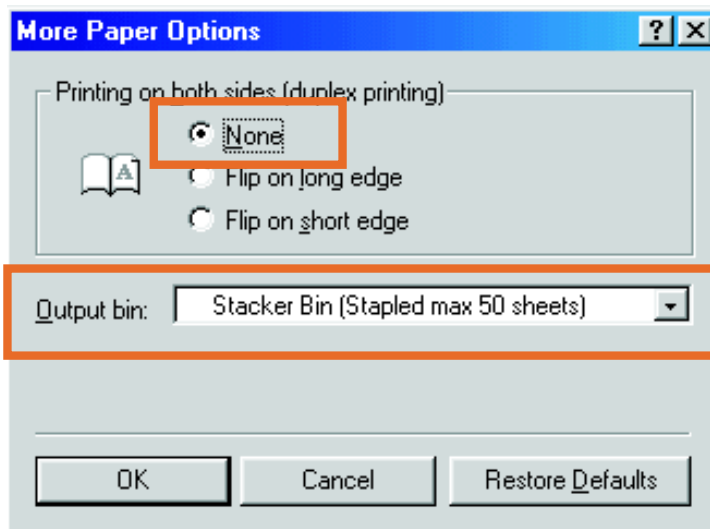 More Paper Options
Printing on both sides (duplex printing)
None
A
Flip on long edge
Flip on short edge
Output bin: Stacker Bin (Stapled max 50 sheets)
OK Cancel Restore Defaults